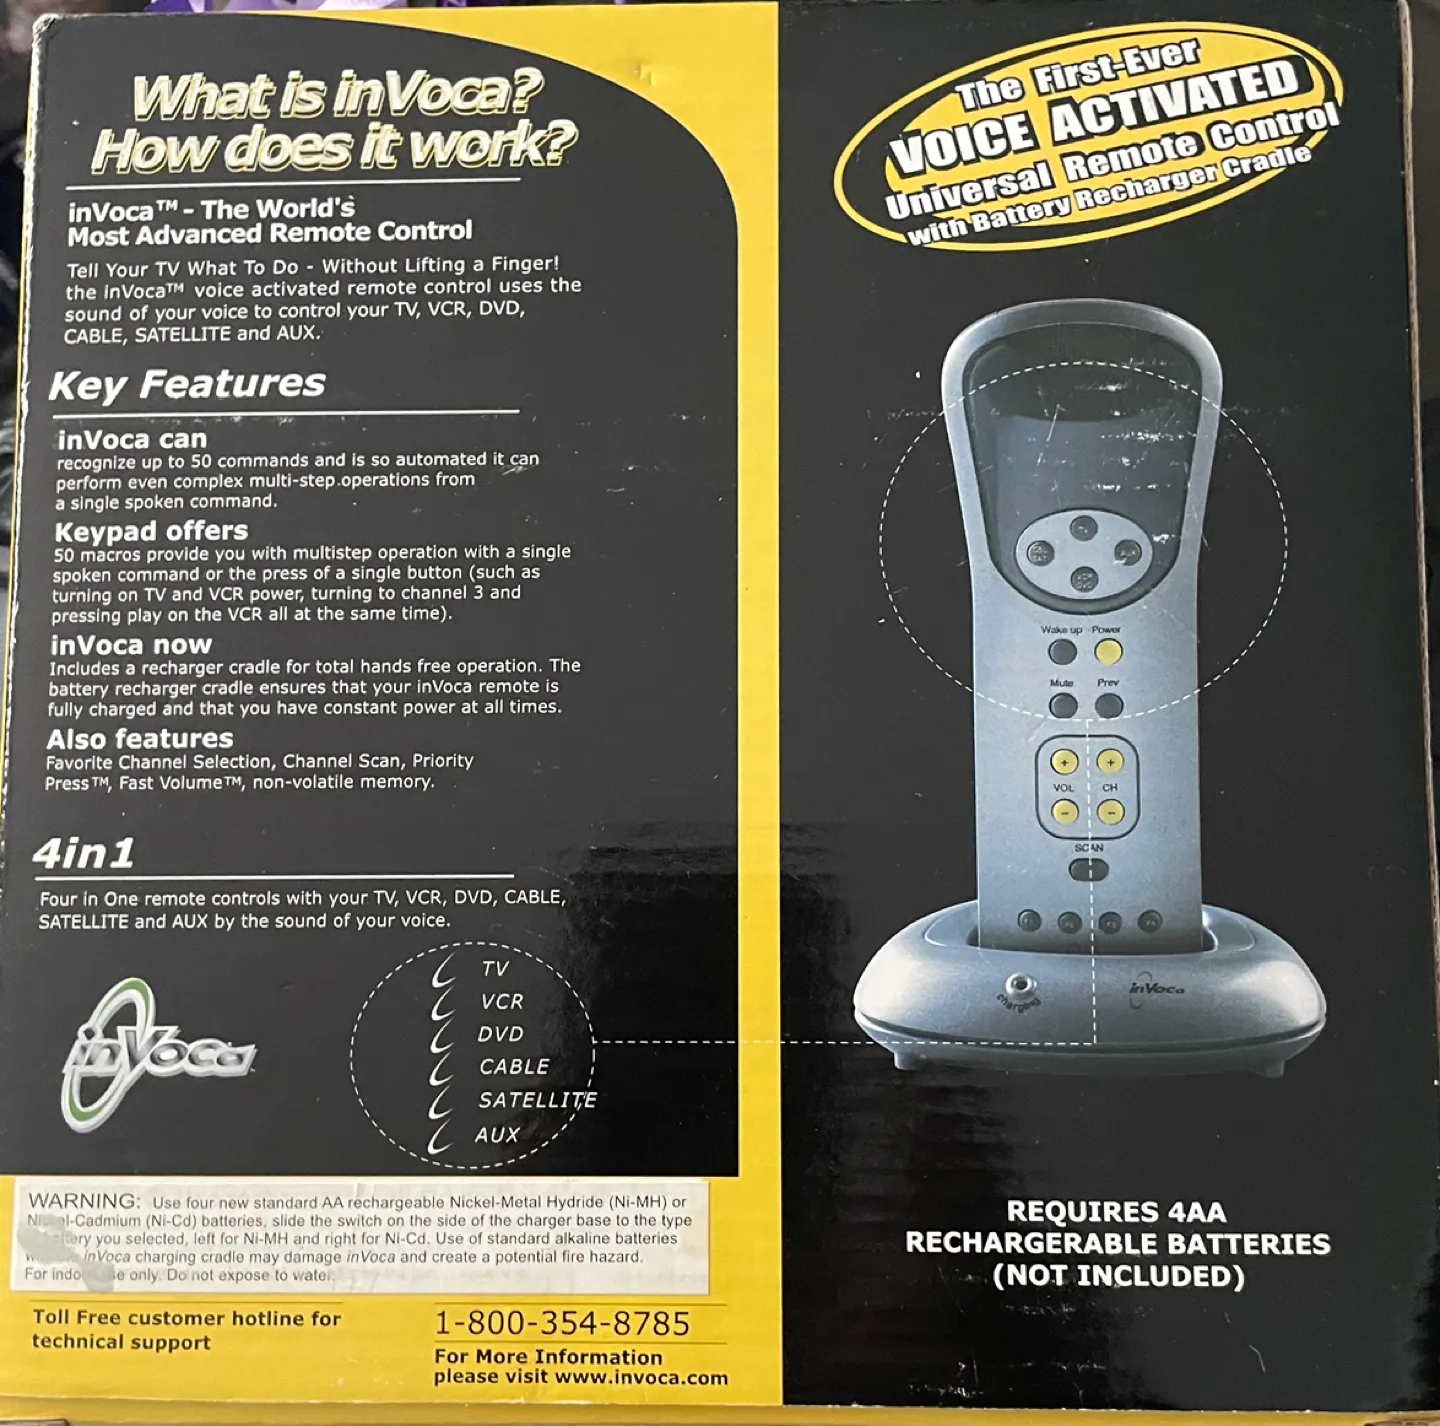 What is inVoca?
How does it work?
inVoca™ - The World's
Most Advanced Remote Control
Tell Your TV What To Do - Without Lifting a Finger!
the inVoca™ voice activated remote control uses the
sound of your voice to control your TV, VCR, DVD,
CABLE, SATELLITE and AUX.
Key Features
inVoca can
recognize up to 50 commands and is so automated it can
perform even complex multi-step operations from
a single spoken command.
Keypad offers
50 macros provide you with multistep operation with a single
spoken command or the press of a single button (such as
turning on TV and VCR power, turning to channel 3 and
pressing play on the VCR all at the same time).
inVoca now
Includes a recharger cradle for total hands free operation. The
battery recharger cradle ensures that your inVoca remote is
fully charged and that you have constant power at all times.
Also features
Favorite Channel Selection, Channel Scan, Priority
Press™, Fast Volume™, non-volatile memory.
4in1
Four in One remote controls with your TV, VCR, DVD, CABLE,
SATELLITE and AUX by the sound of your voice.
inVoca
TV
VCR
DVD
CABLE
SATELLITE
AUX
WARNING: Use four new standard AA rechargeable Nickel-Metal Hydride (Ni-MH) or
Nickel-Cadmium (Ni-Cd) batteries, slide the switch on the side of the charger base to the type
you selected, left for Ni-MH and right for Ni-Cd. Use of standard alkaline batteries
inVoca charging cradle may damage inVoca and create a potential fire hazard.
For indoor use only. Do not expose to water.
Toll Free customer hotline for
technical support
1-800-354-8785
For More Information
please visit www.invoca.com
The First-Ever
VOICE ACTIVATED
Universal Remote Control
with Battery Recharger Cradle
Wake up Power
Mute Prev
+ +
VOL CH
- -
SCAN
charging
inVoca
REQUIRES 4AA
RECHARGERABLE BATTERIES
(NOT INCLUDED)